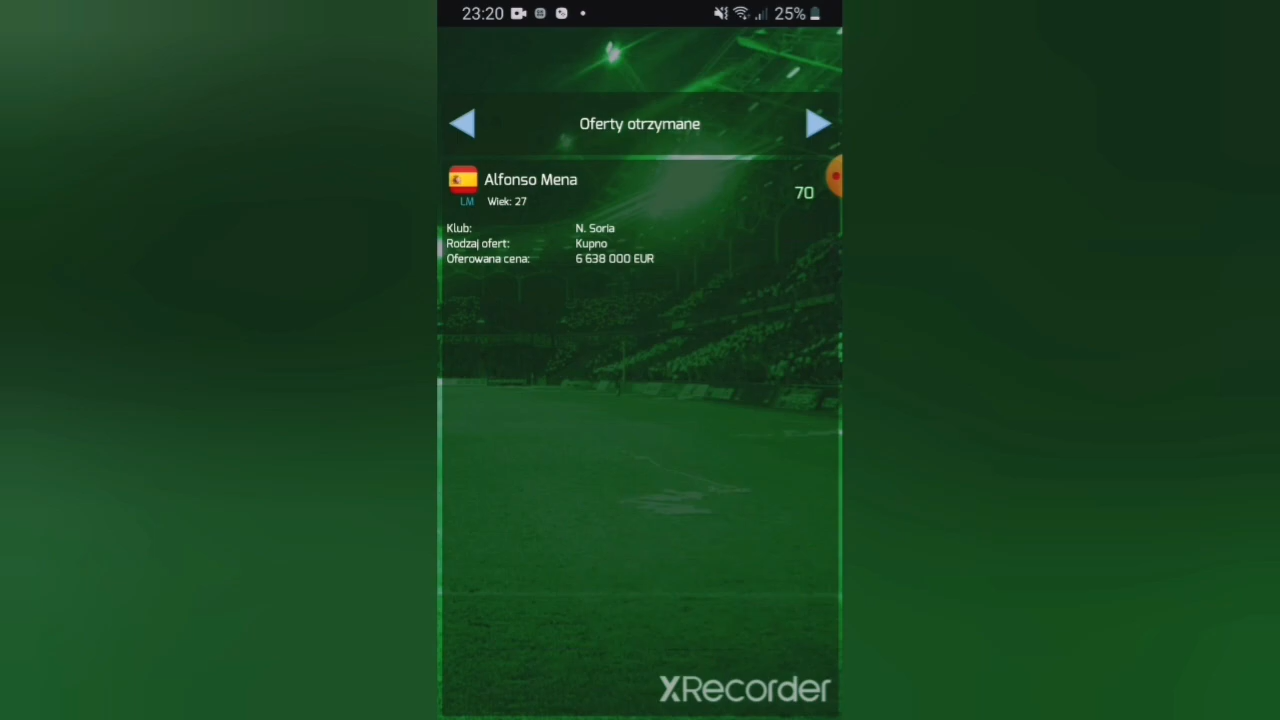 23:20
25%
Oferty otrzymane
Alfonso Mena
70
LM Wiek: 27
Klub: N. Soria
Rodzaj ofert: Kupno
Oferowana cena: 6 638 000 EUR
XRecorder